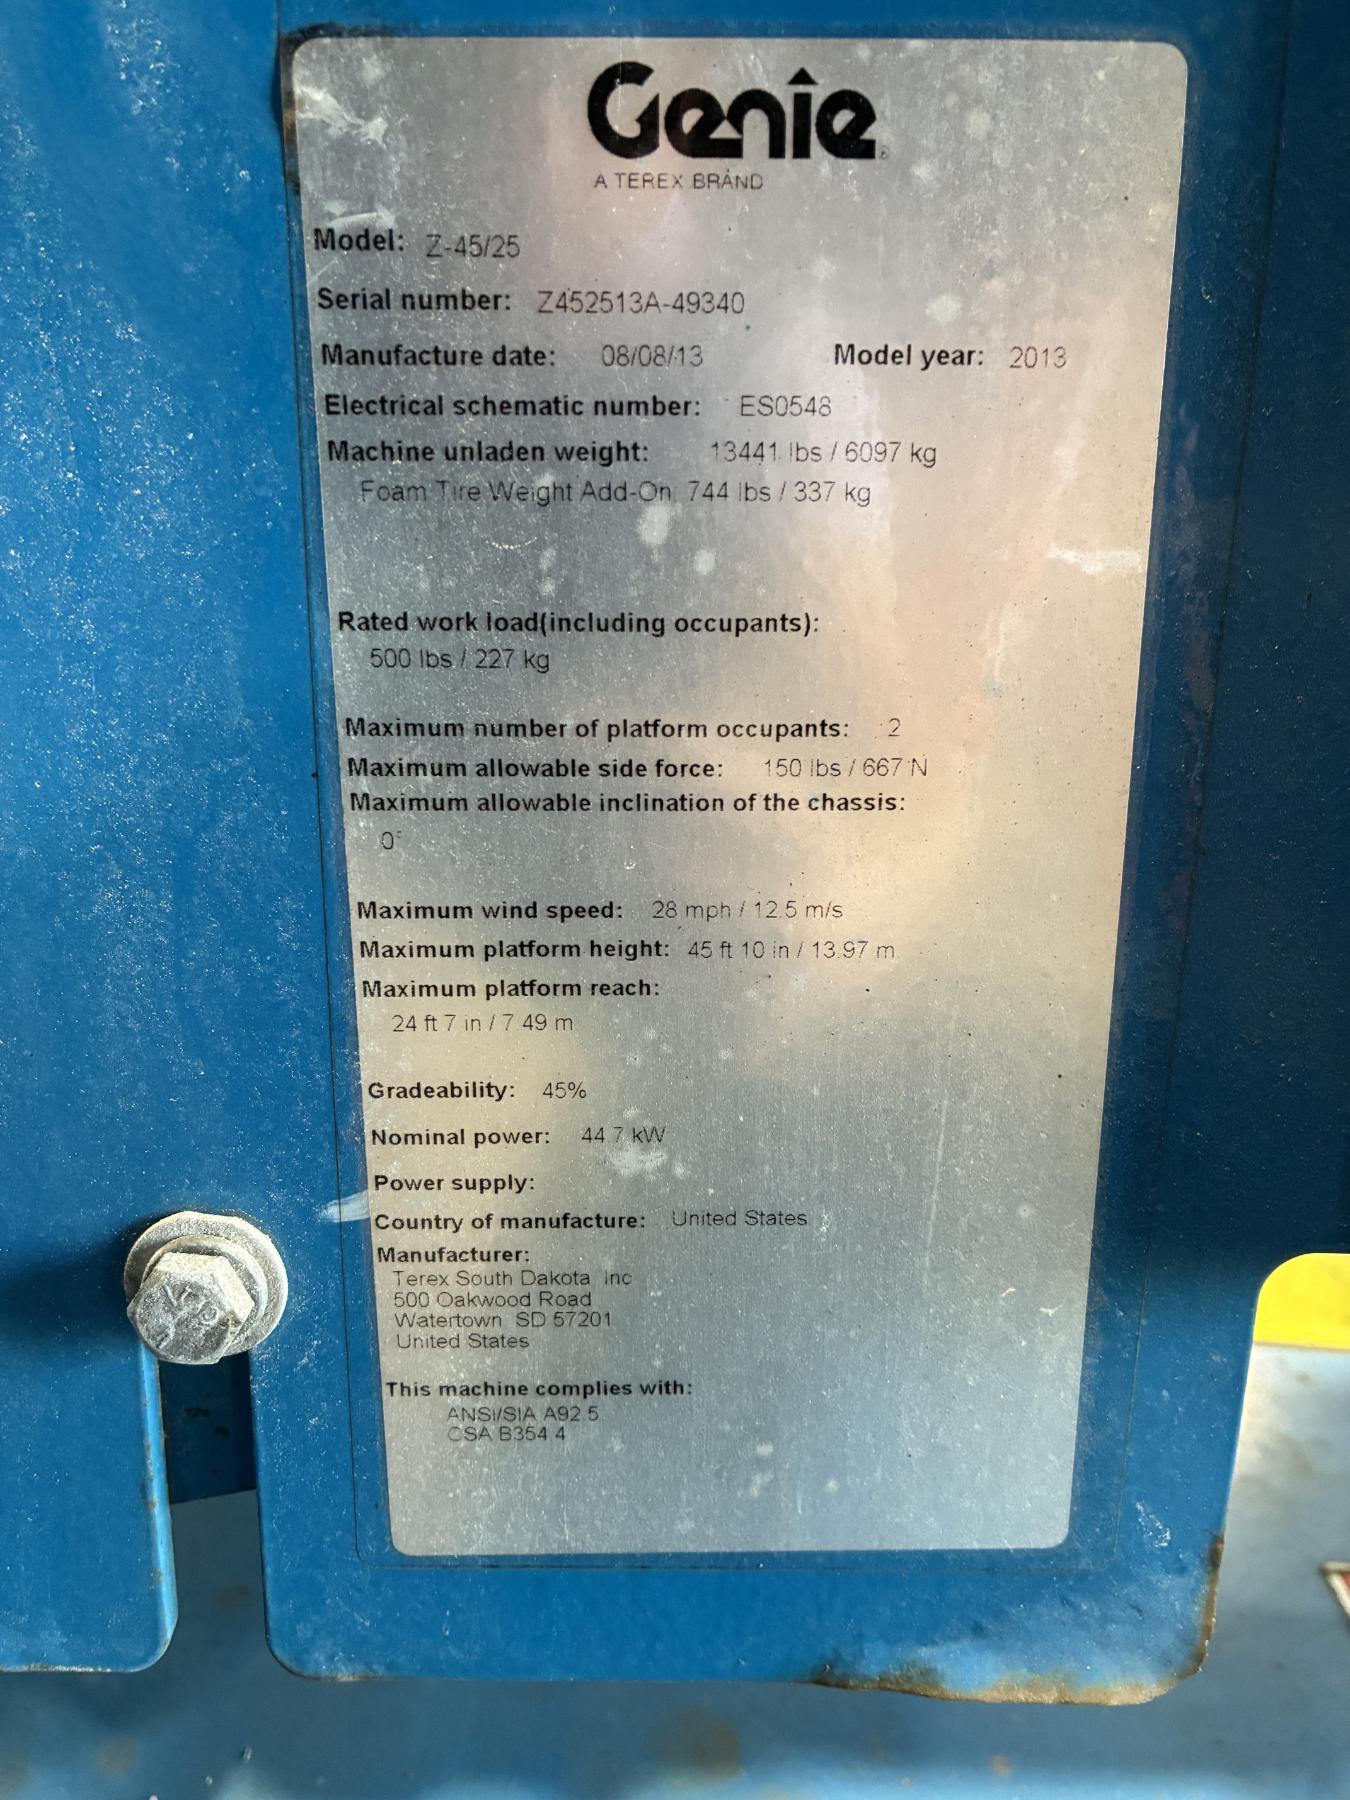 Genie
A TEREX BRAND
Model: Z-45/25
Serial number: Z452513A-49340
Manufacture date: 08/08/13 Model year: 2013
Electrical schematic number: ES0548
Machine unladen weight: 13441 lbs / 6097 kg
Foam Tire Weight Add-On: 744 lbs / 337 kg
Rated work load(including occupants):
500 lbs / 227 kg
Maximum number of platform occupants: 2
Maximum allowable side force: 150 lbs / 667 N
Maximum allowable inclination of the chassis:
0°
Maximum wind speed: 28 mph / 12.5 m/s
Maximum platform height: 45 ft 10 in / 13.97 m
Maximum platform reach:
24 ft 7 in / 7.49 m
Gradeability: 45%
Nominal power: 44.7 kW
Power supply:
Country of manufacture: United States
Manufacturer:
Terex South Dakota, Inc
500 Oakwood Road
Watertown, SD 57201
United States
This machine complies with:
ANSI/SIA A92.5
CSA B354.4